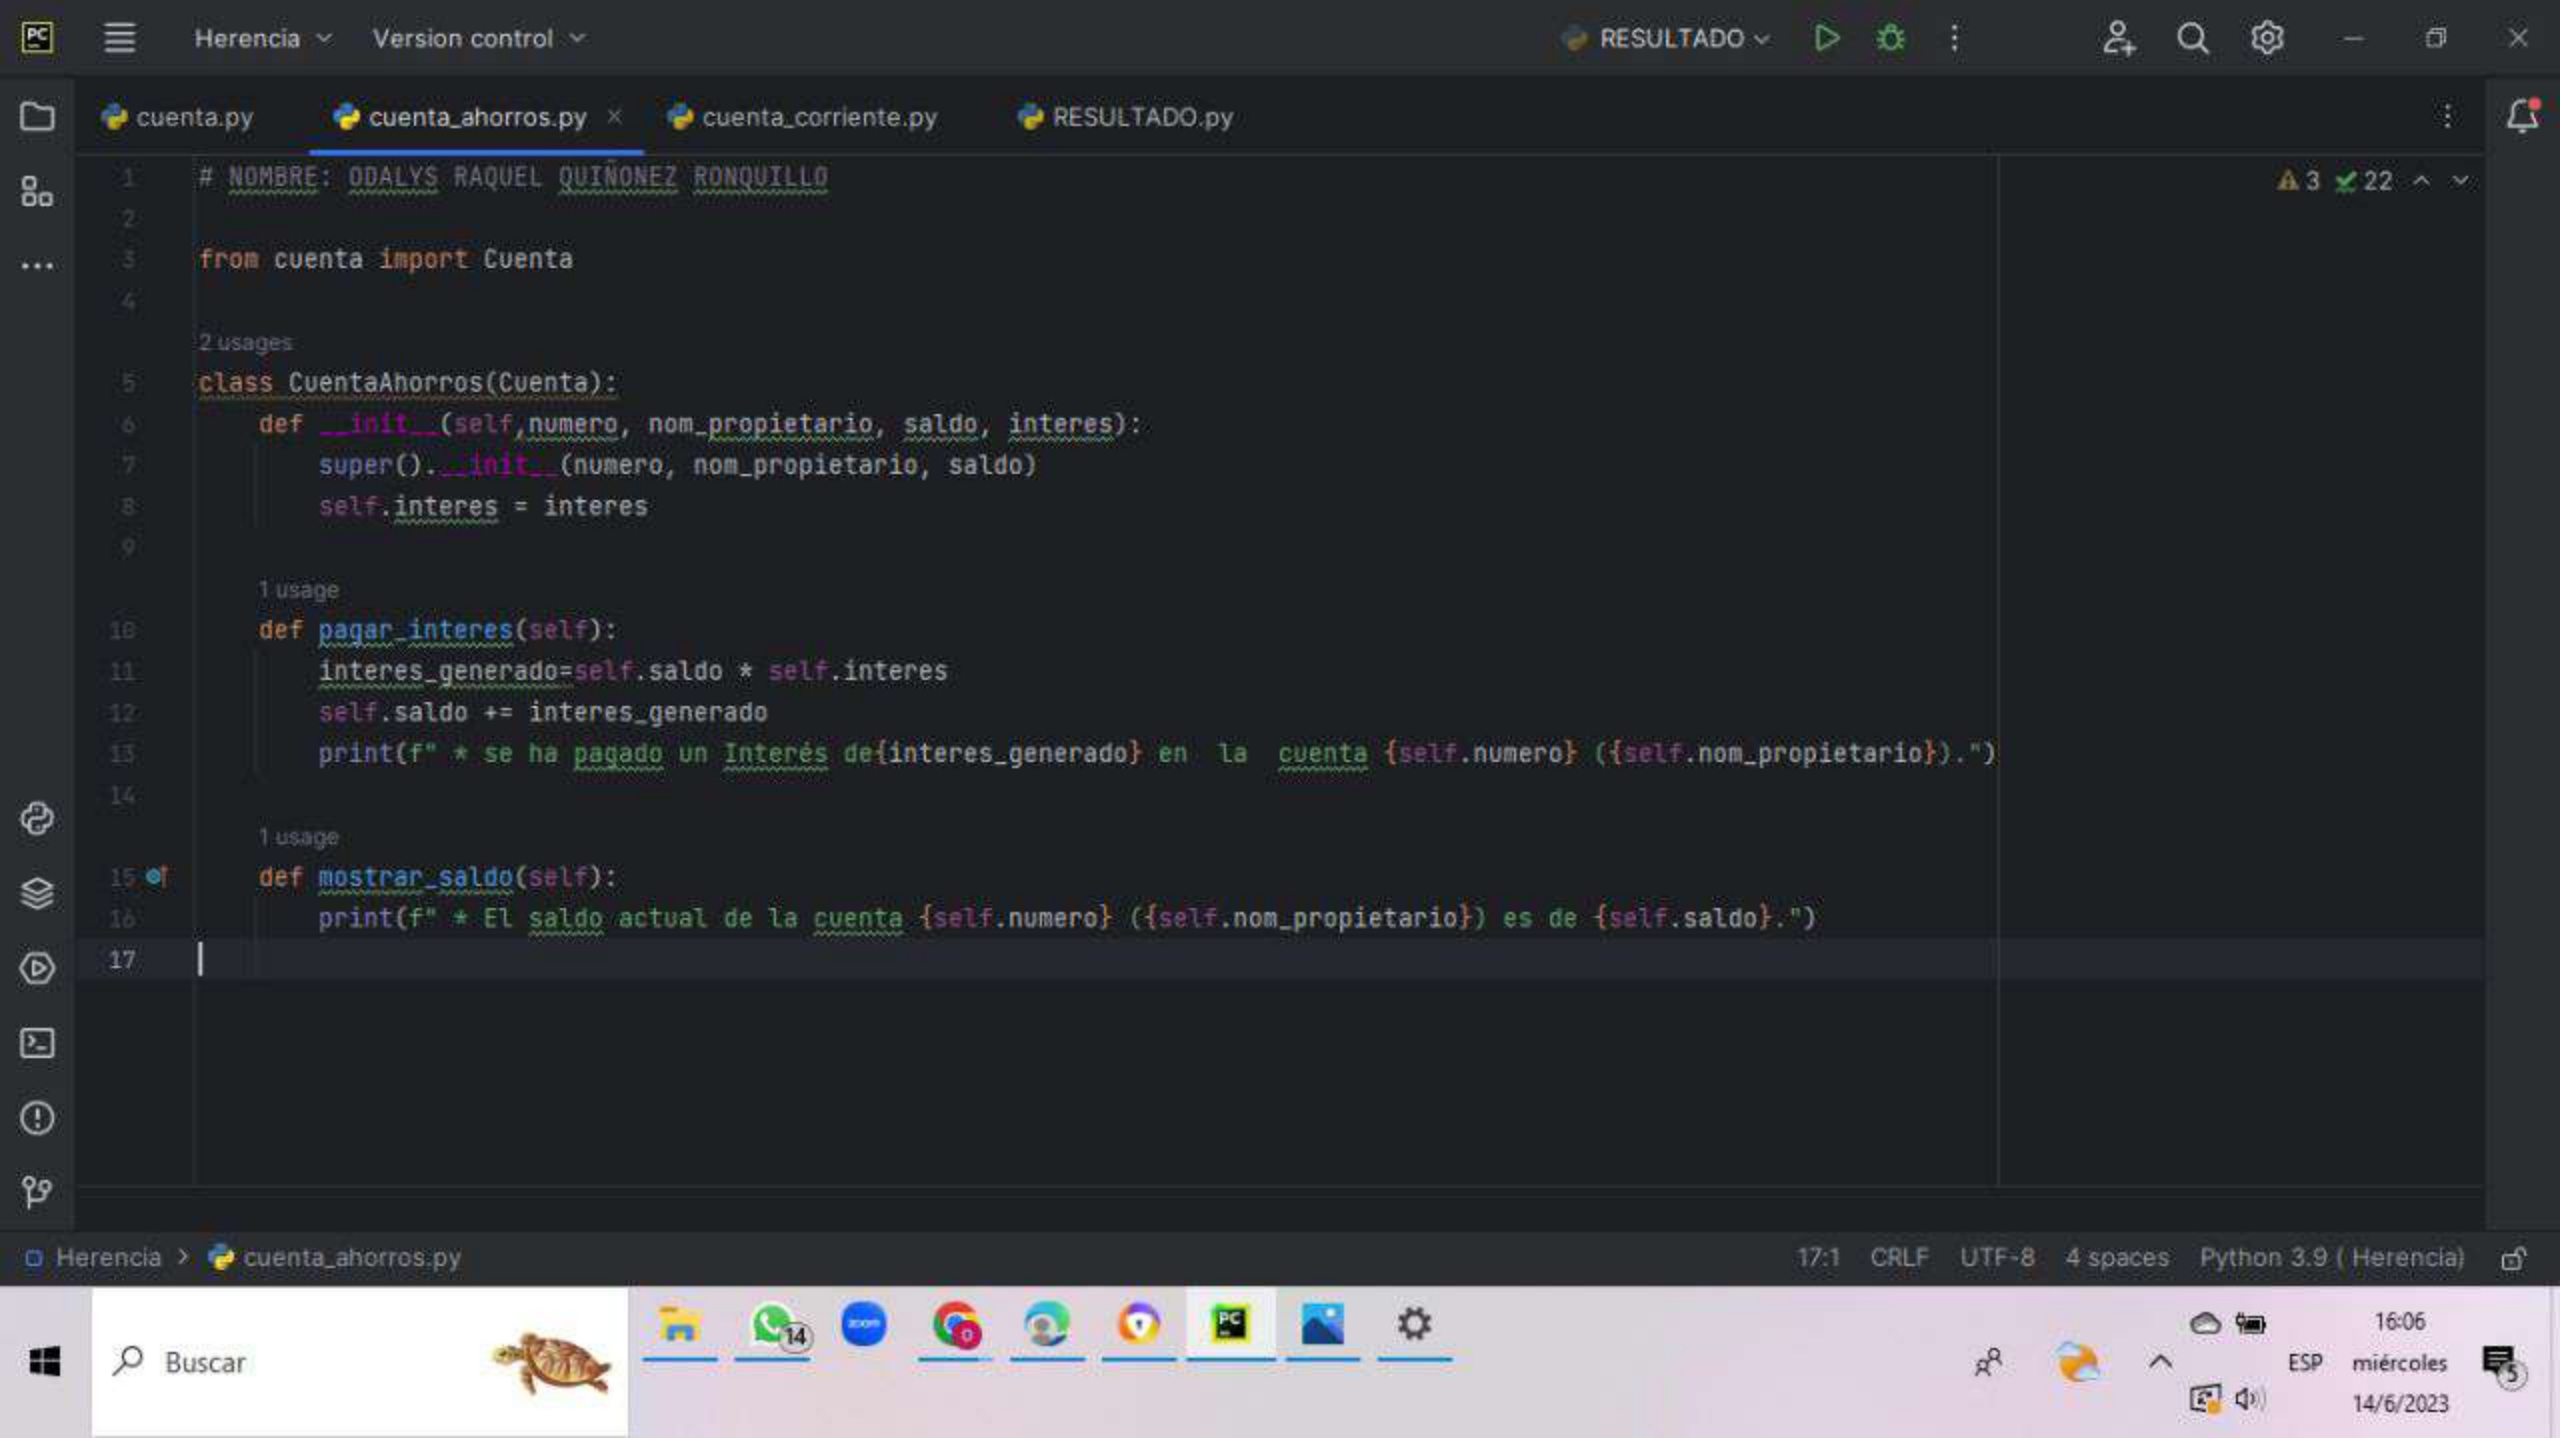 PC
Herencia
Version control
RESULTADO
cuenta.py
cuenta_ahorros.py
cuenta_corriente.py
RESULTADO.py
3
22
1 # NOMBRE: ODALYS RAQUEL QUIÑONEZ RONQUILLO
2
3 from cuenta import Cuenta
4
2 usages
5 class CuentaAhorros(Cuenta):
6 def __init__(self,numero, nom_propietario, saldo, interes):
7 super().__init__(numero, nom_propietario, saldo)
8 self.interes = interes
9
1 usage
10 def pagar_interes(self):
11 interes_generado=self.saldo * self.interes
12 self.saldo += interes_generado
13 print(f" * se ha pagado un Interés de{interes_generado} en  la  cuenta {self.numero} ({self.nom_propietario}).")
14
1 usage
15 def mostrar_saldo(self):
16 print(f" * El saldo actual de la cuenta {self.numero} ({self.nom_propietario}) es de {self.saldo}.")
17
Herencia > cuenta_ahorros.py
17:1 CRLF UTF-8 4 spaces Python 3.9 ( Herencia)
Buscar
14
zoom
PC
ESP
16:06
miércoles
14/6/2023
5